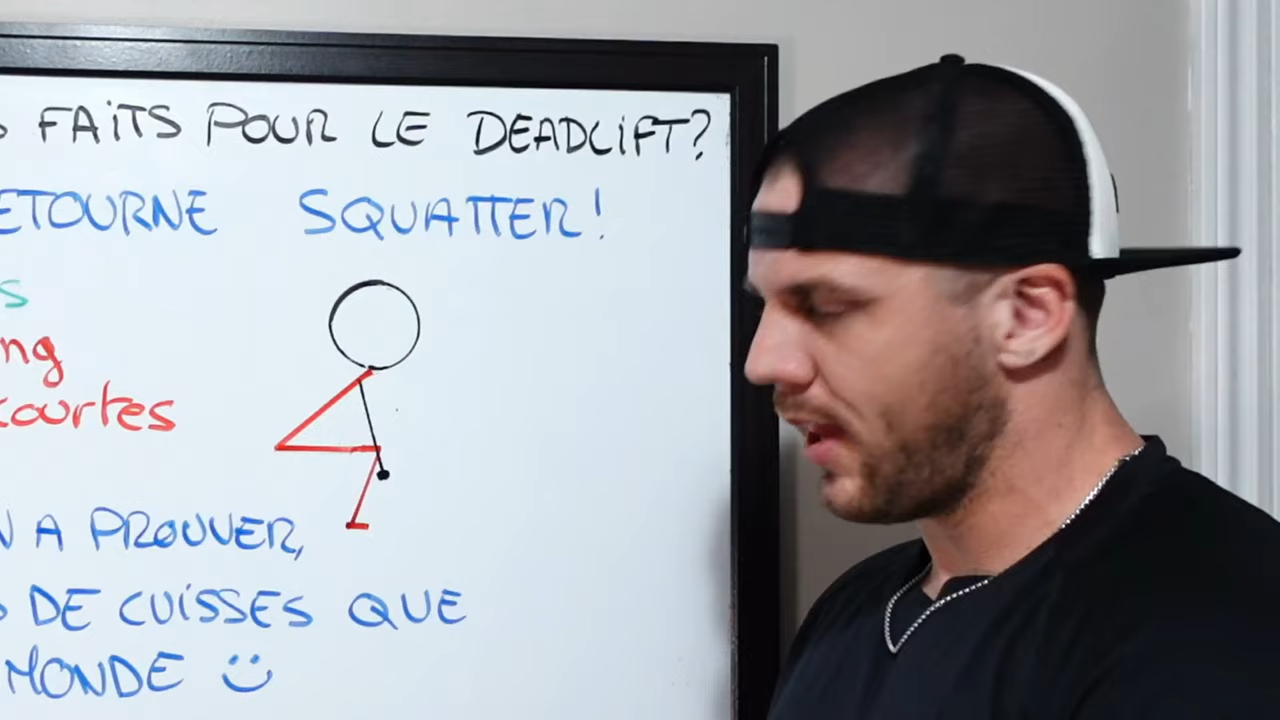 FAITS POUR LE DEADLIFT?
ETOURNE SQUATTER!
s
ng
courtes
N A PROUVER,
DE CUISSES QUE
MONDE